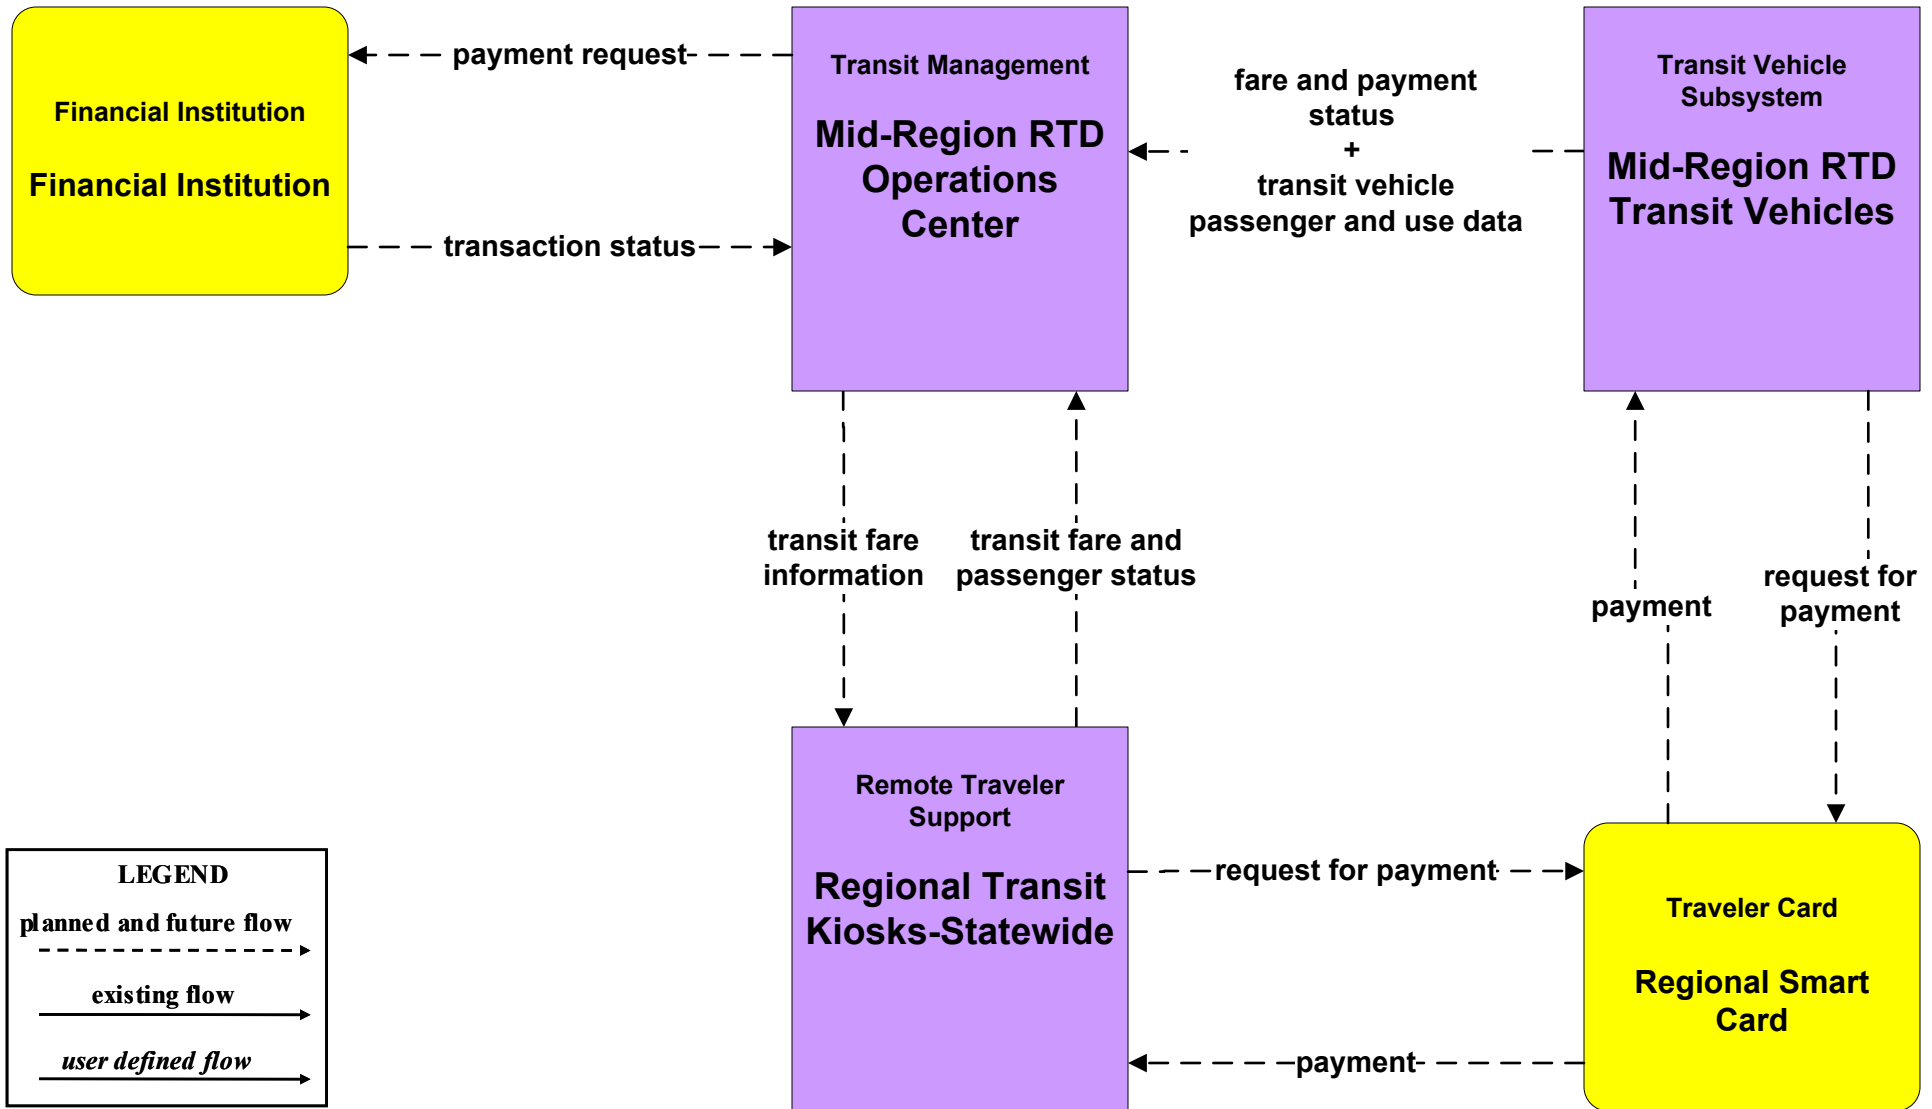 Financial Institution
Financial Institution
payment request
transaction status
Transit Management
Mid-Region RTD
Operations
Center
fare and payment
status
+
transit vehicle
passenger and use data
Transit Vehicle
Subsystem
Mid-Region RTD
Transit Vehicles
transit fare
information
transit fare and
passenger status
payment
request for
payment
Remote Traveler
Support
Regional Transit
Kiosks-Statewide
request for payment
payment
Traveler Card
Regional Smart
Card
LEGEND
planned and future flow
existing flow
user defined flow